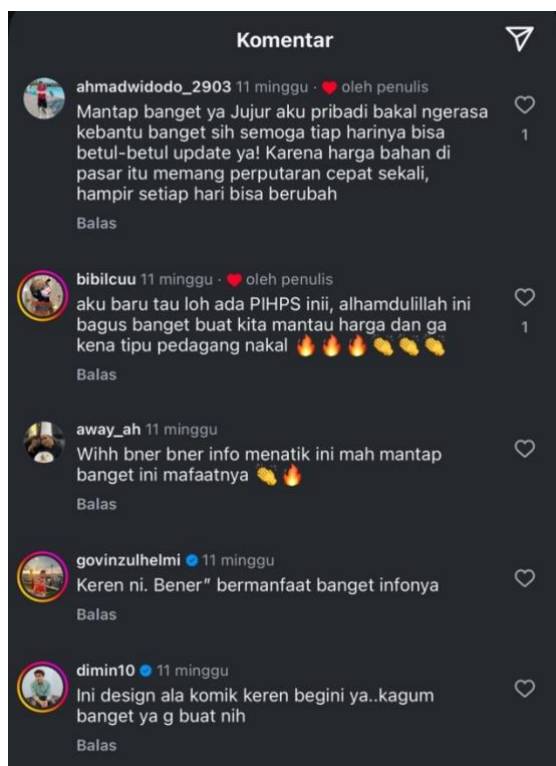 Komentar
ahmadwidodo_2903 11 minggu · ❤️ oleh penulis
Mantap banget ya Jujur aku pribadi bakal ngerasa
kebantu banget sih semoga tiap harinya bisa
betul-betul update ya! Karena harga bahan di
pasar itu memang perputaran cepat sekali,
hampir setiap hari bisa berubah
1
Balas
bibilcuu 11 minggu · ❤️ oleh penulis
aku baru tau loh ada PIHPS inii, alhamdulillah ini
bagus banget buat kita mantau harga dan ga
kena tipu pedagang nakal 🔥🔥🔥👏👏👏
1
Balas
away_ah 11 minggu
Wihh bner bner info menatik ini mah mantap
banget ini mafaatnya 👏🔥
Balas
govinzulhelmi 11 minggu
Keren ni. Bener” bermanfaat banget infonya
Balas
dimin10 11 minggu
Ini design ala komik keren begini ya..kagum
banget ya g buat nih
Balas